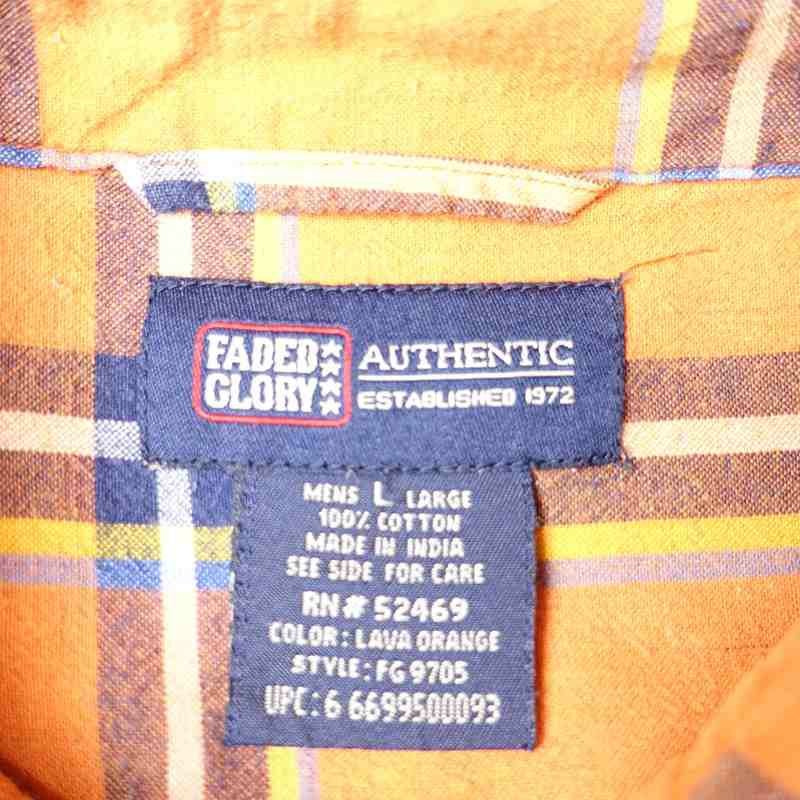 FADED GLORY
AUTHENTIC
ESTABLISHED 1972
MENS L LARGE
100% COTTON
MADE IN INDIA
SEE SIDE FOR CARE
RN# 52469
COLOR: LAVA ORANGE
STYLE: FG 9705
UPC: 6 6699500093